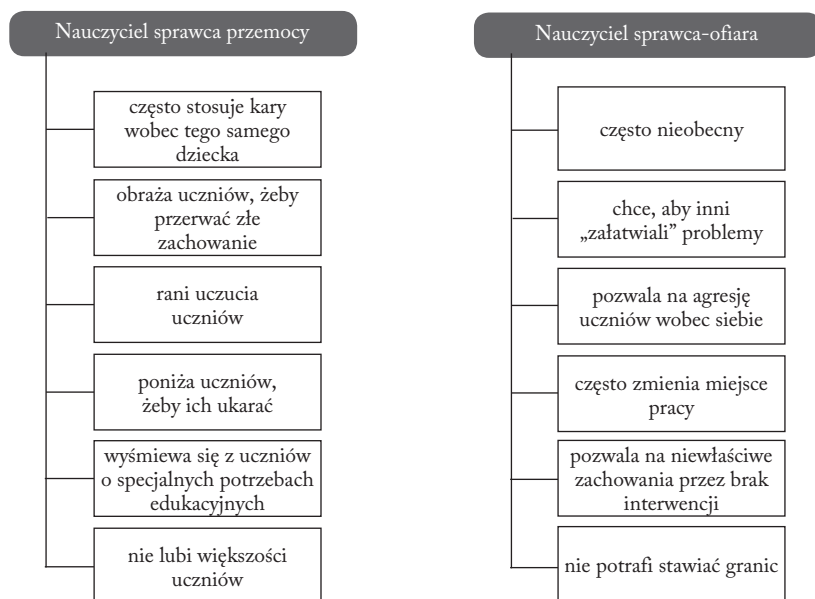 Nauczyciel sprawca przemocy
często stosuje kary
wobec tego samego
dziecka
obraża uczniów, żeby
przerwać złe
zachowanie
rani uczucia
uczniów
poniża uczniów,
żeby ich ukarać
wyśmiewa się z uczniów
o specjalnych potrzebach
edukacyjnych
nie lubi większości
uczniów
Nauczyciel sprawca-ofiara
często nieobecny
chce, aby inni
„załatwiali” problemy
pozwala na agresję
uczniów wobec siebie
często zmienia miejsce
pracy
pozwala na niewłaściwe
zachowania przez brak
interwencji
nie potrafi stawiać granic